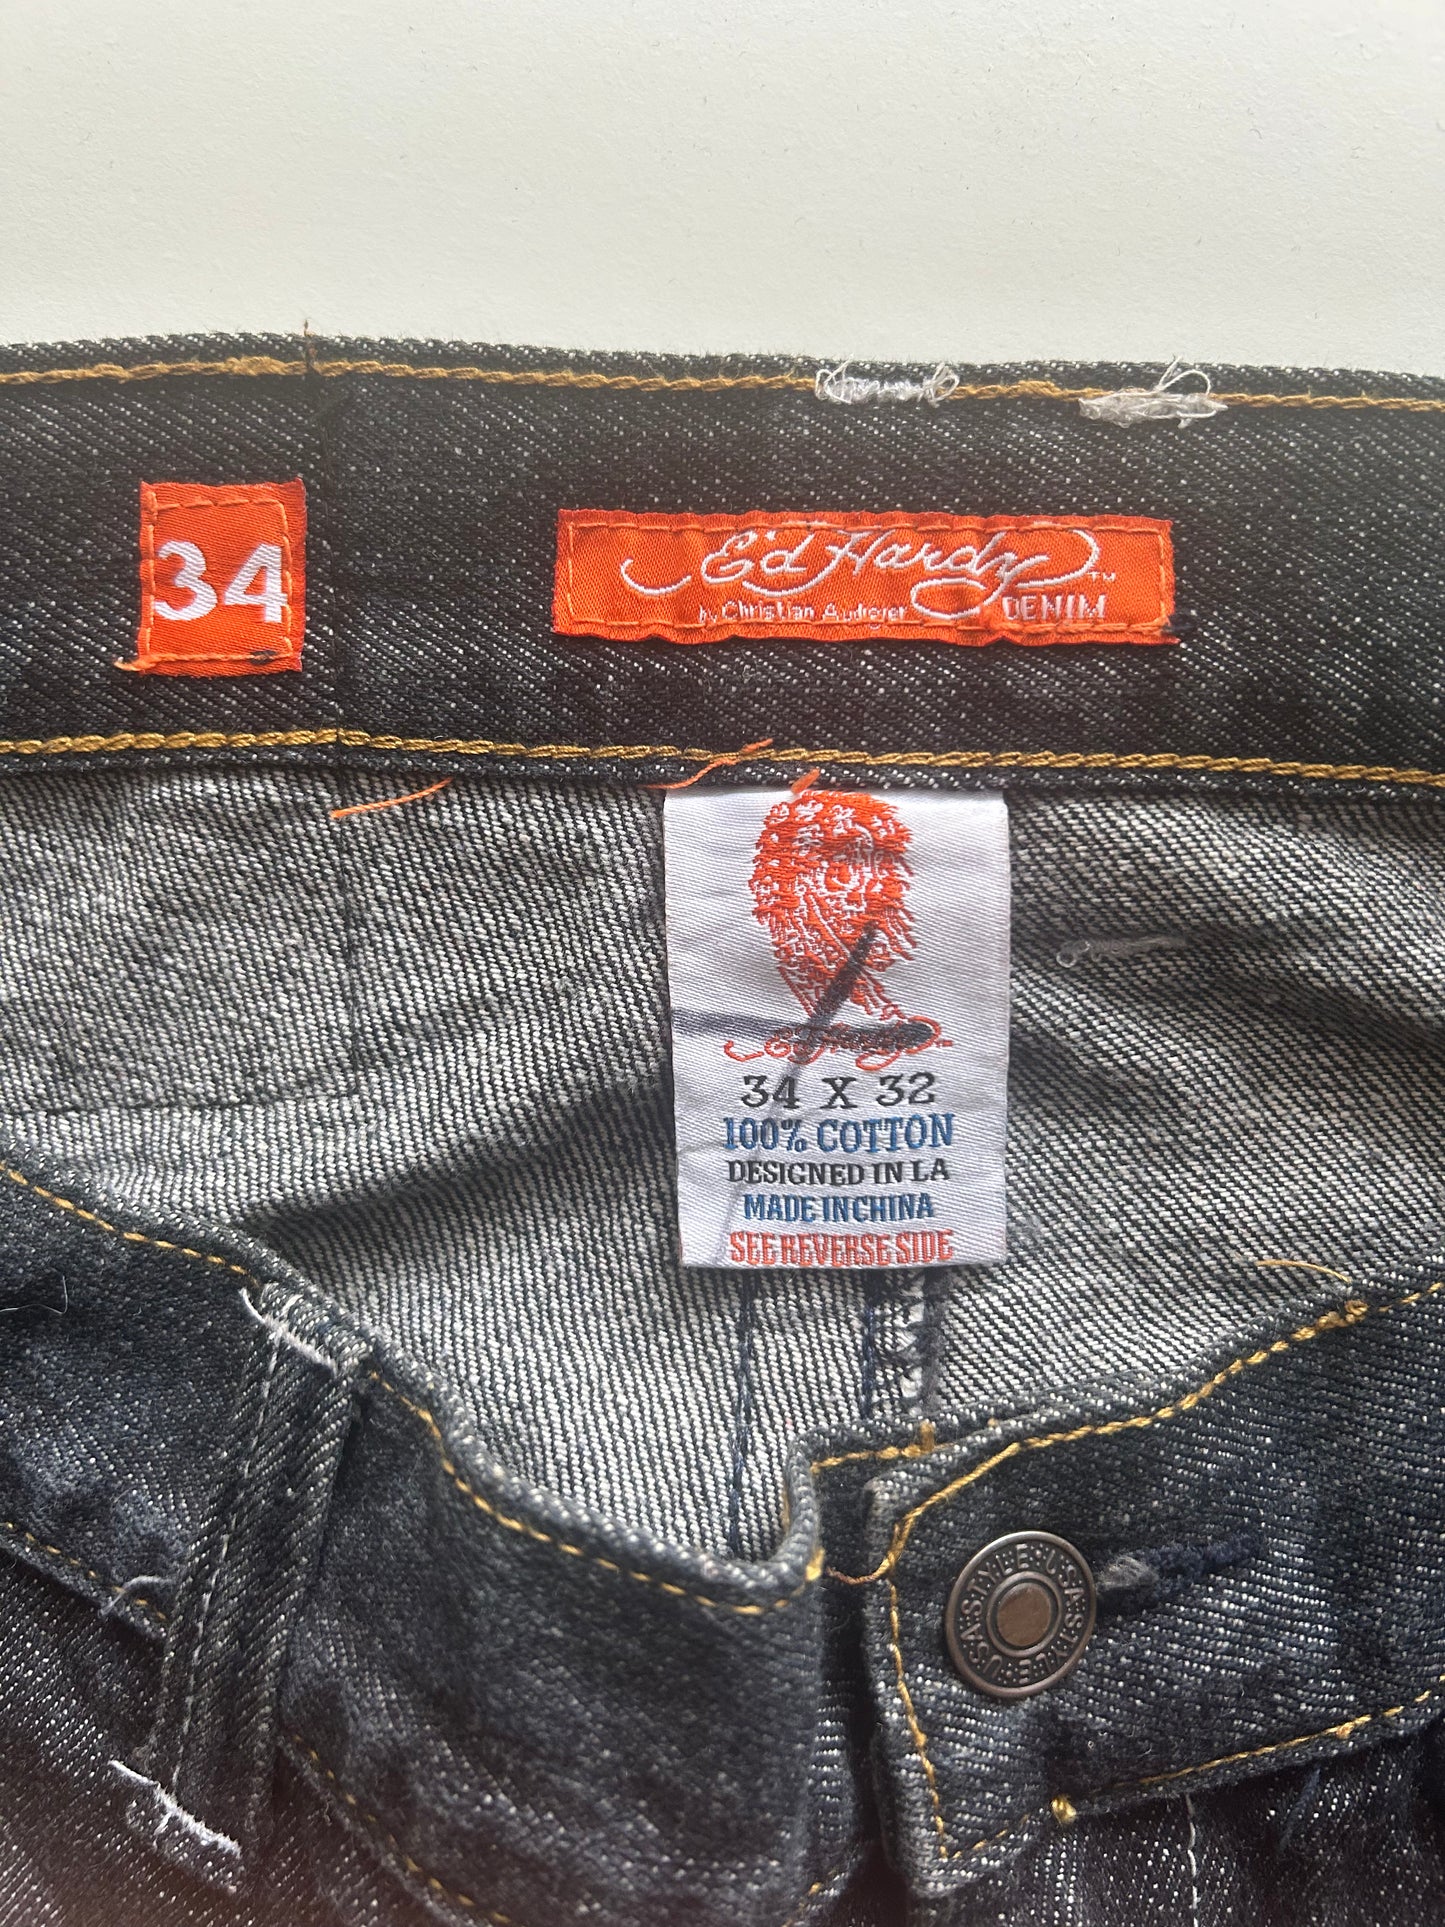 34
Ed Hardy™
by Christian Audigier DENIM
Ed Hardy
34 X 32
100% COTTON
DESIGNED IN LA
MADE IN CHINA
SEE REVERSE SIDE
S•T•Y•L•E•U•S•A•S•T•Y•L•E•U•S•A